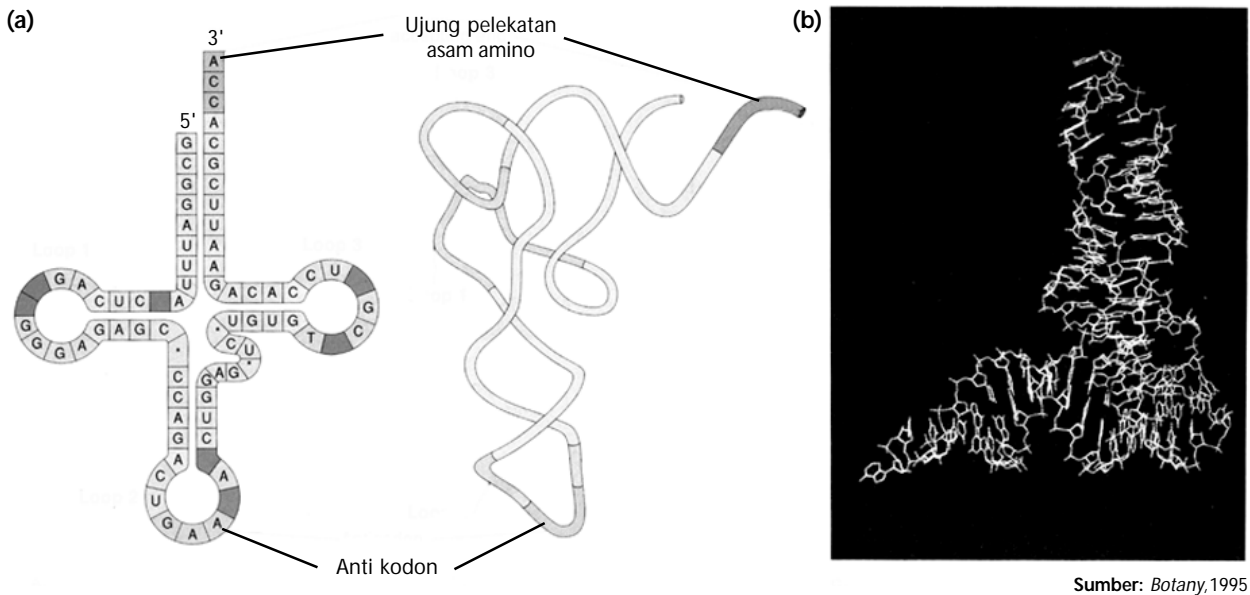 (a)
(b)
Ujung pelekatan
asam amino
3'
A
C
C
A
C
G
C
U
U
A
A
G
5'
G
C
G
G
A
U
U
U
G A
C U C A
G G G A G A G C
C
C
A
G
A
C
U
G
A
A
A
A
C
U
G
G
A
G
U
C
U G U G T
C
G
U
C
G A C A C
Anti kodon
Sumber: Botany,1995